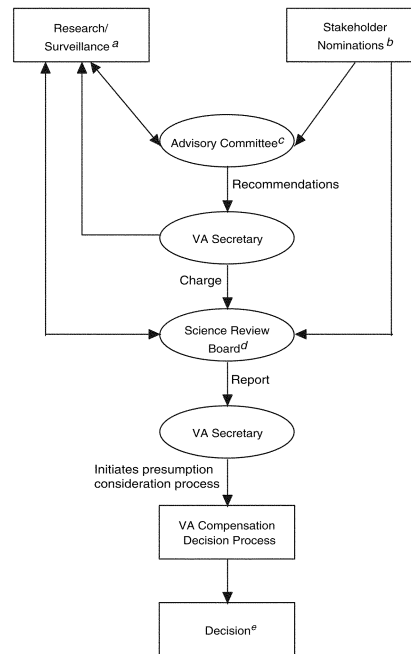 Research/
Surveillance a
Stakeholder
Nominations b
Advisory Committee c
Recommendations
VA Secretary
Charge
Science Review
Board d
Report
VA Secretary
Initiates presumption
consideration process
VA Compensation
Decision Process
Decision e